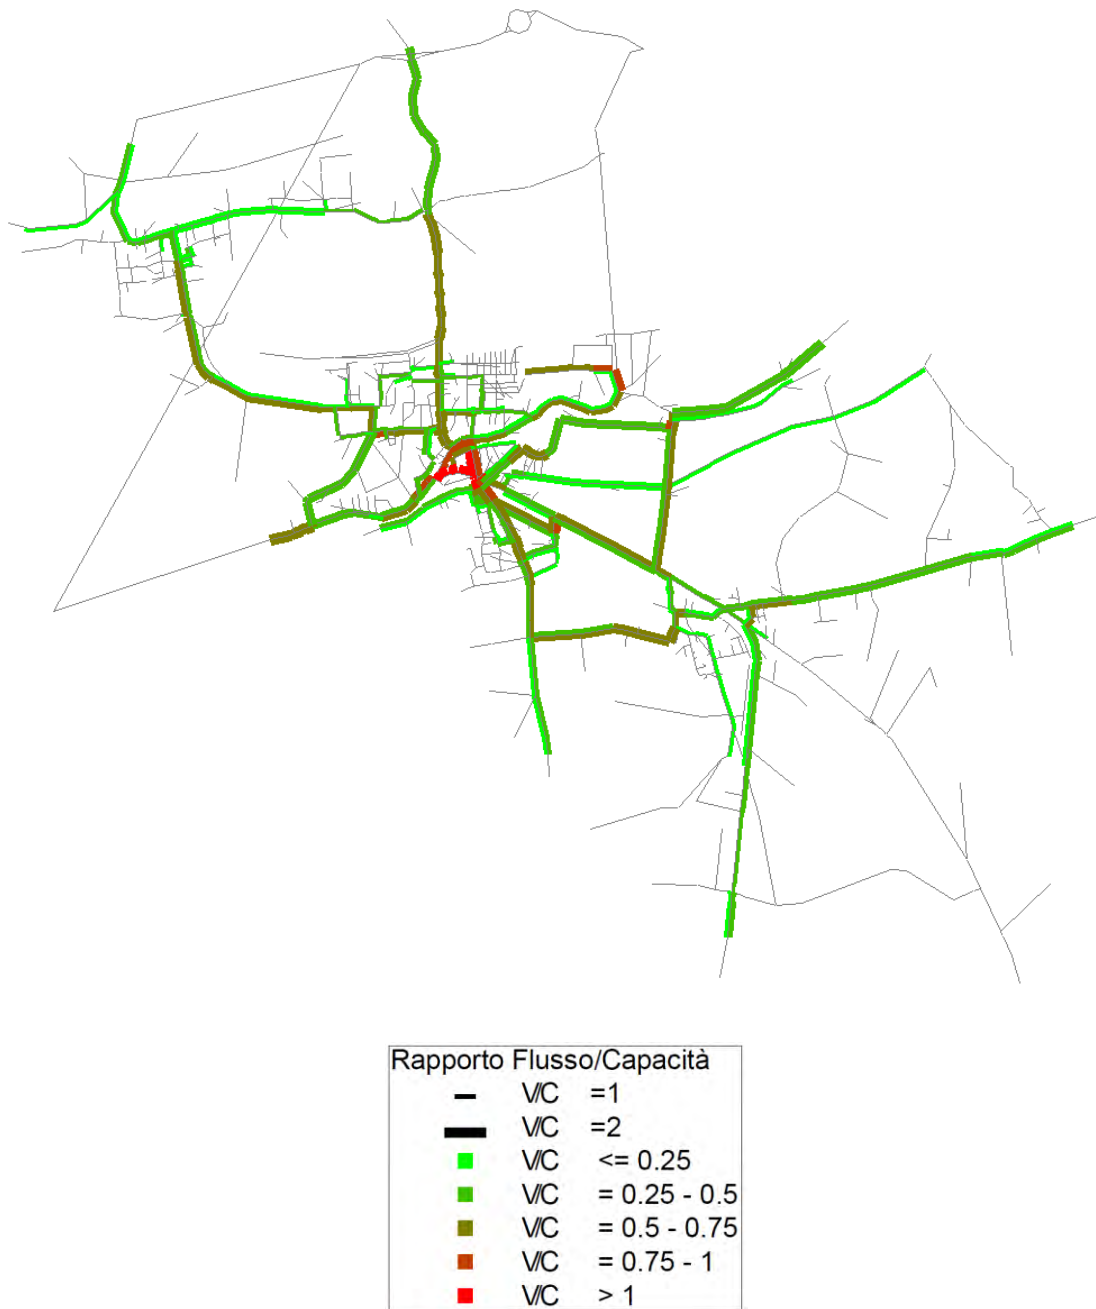 Rapporto Flusso/Capacità
V/C =1
V/C =2
V/C <= 0.25
V/C = 0.25 - 0.5
V/C = 0.5 - 0.75
V/C = 0.75 - 1
V/C > 1